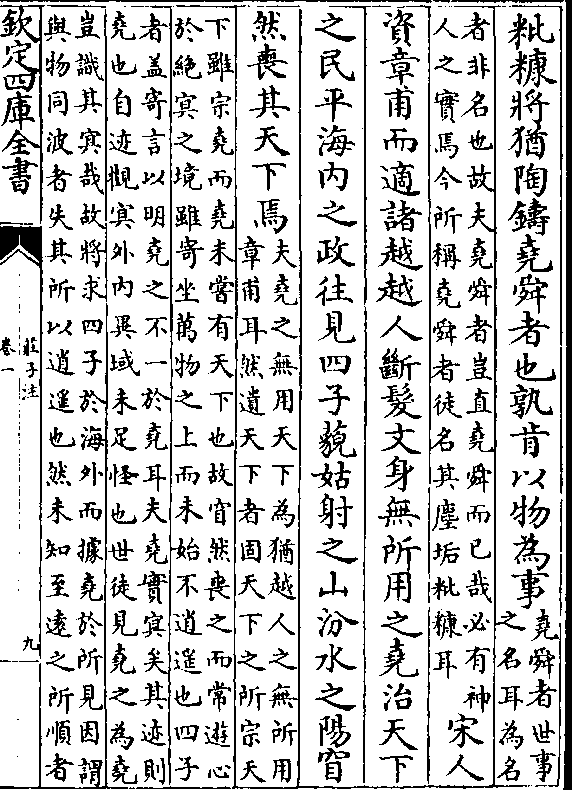 粃糠將猶陶鑄堯舜者也孰肯以物為事
堯舜者世事
之名耳為名
者非名也故夫堯舜者豈直堯舜而已哉必有神
人之實焉今所稱堯舜者徒名其塵垢粃糠耳
宋人
資章甫而適諸越越人斷髮文身無所用之堯治天下
之民平海内之政往見四子藐姑射之山汾水之陽窅
然喪其天下焉
夫堯之無用天下為猶越人之無所用
章甫耳然遺天下者固天下之所宗天
下雖宗堯而堯未嘗有天下也故窅然喪之而常遊心
於絶冥之境雖寄坐萬物之上而未始不逍遥也四子
者盖寄言以明堯之不一於堯耳夫堯實冥矣其迹則
堯也自迹觀冥外内異域未足怪也世徒見堯之為堯
豈識其冥哉故將求四子於海外而據堯於所見因謂
與物同波者失其所以逍遥也然未知至逺之所順者
欽定四庫全書
莊子注
卷一
九